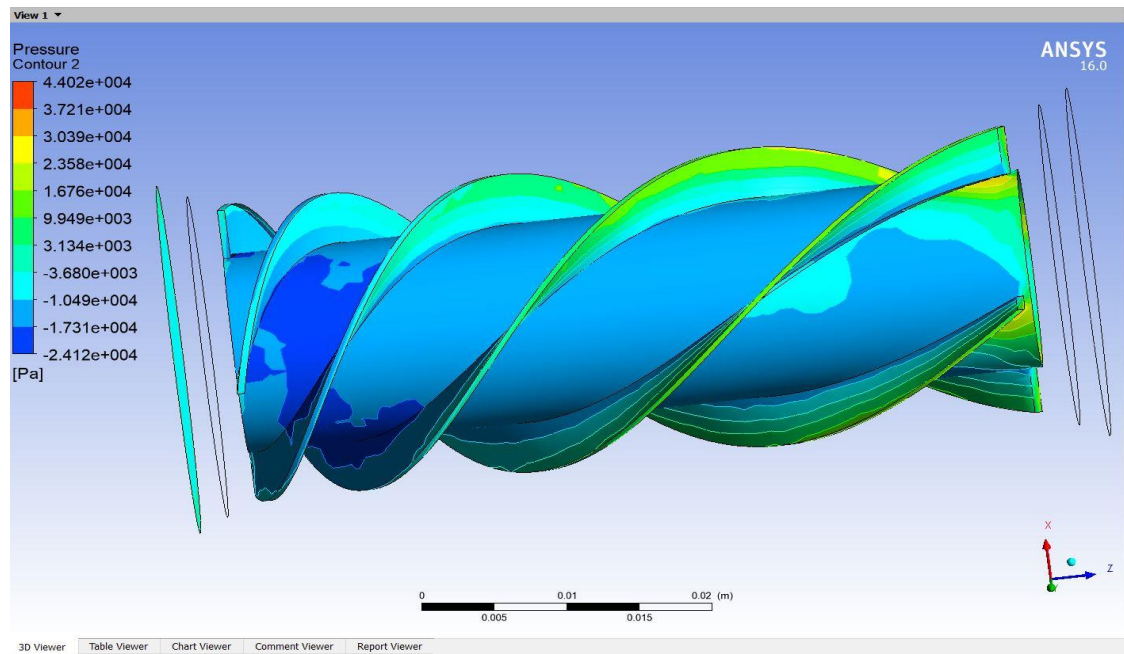 View 1
Pressure
Contour 2
4.402e+004
3.721e+004
3.039e+004
2.358e+004
1.676e+004
9.949e+003
3.134e+003
-3.680e+003
-1.049e+004
-1.731e+004
-2.412e+004
[Pa]
ANSYS
16.0
X
Z
0 0.01 0.02 (m)
0.005 0.015
3D Viewer Table Viewer Chart Viewer Comment Viewer Report Viewer